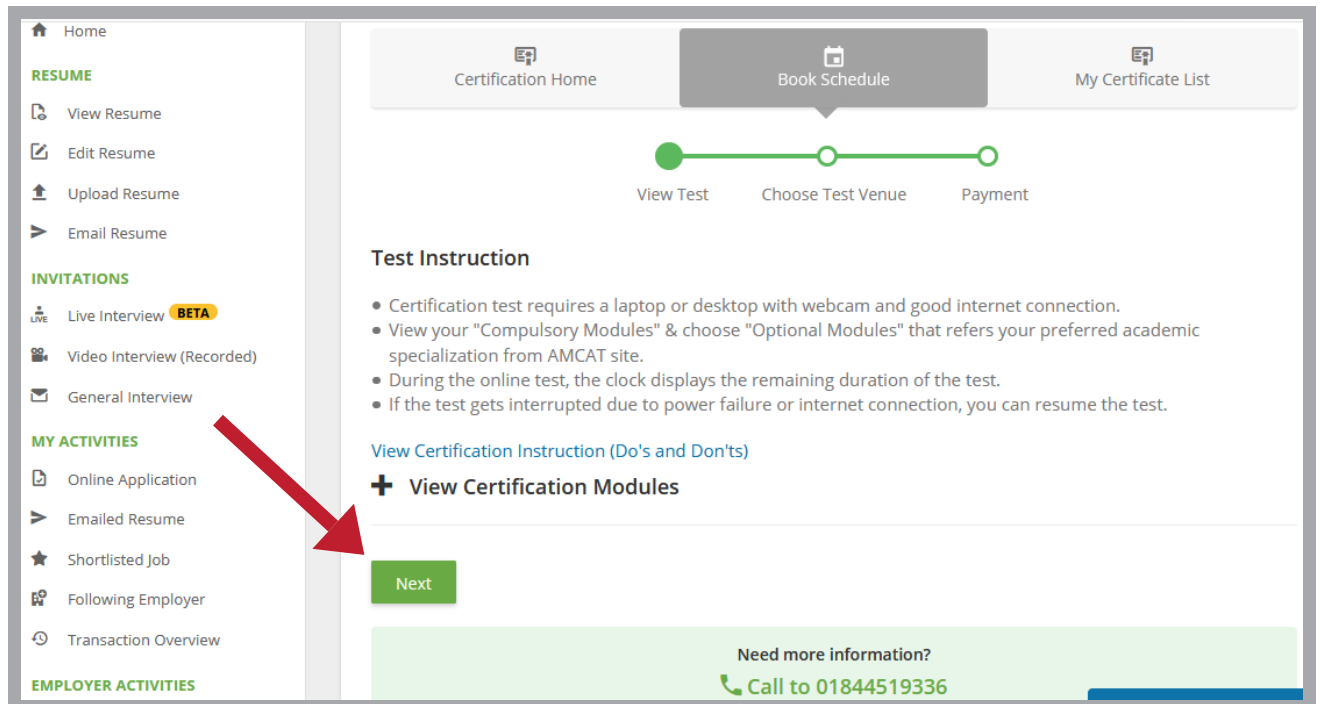 Home
RESUME
View Resume
Edit Resume
Upload Resume
Email Resume
INVITATIONS
LIVE Live Interview BETA
Video Interview (Recorded)
General Interview
MY ACTIVITIES
Online Application
Emailed Resume
Shortlisted Job
Following Employer
Transaction Overview
EMPLOYER ACTIVITIES
Certification Home
Book Schedule
My Certificate List
View Test
Choose Test Venue
Payment
Test Instruction
Certification test requires a laptop or desktop with webcam and good internet connection.
View your "Compulsory Modules" & choose "Optional Modules" that refers your preferred academic
specialization from AMCAT site.
During the online test, the clock displays the remaining duration of the test.
If the test gets interrupted due to power failure or internet connection, you can resume the test.
View Certification Instruction (Do's and Don'ts)
View Certification Modules
Next
Need more information?
Call to 01844519336